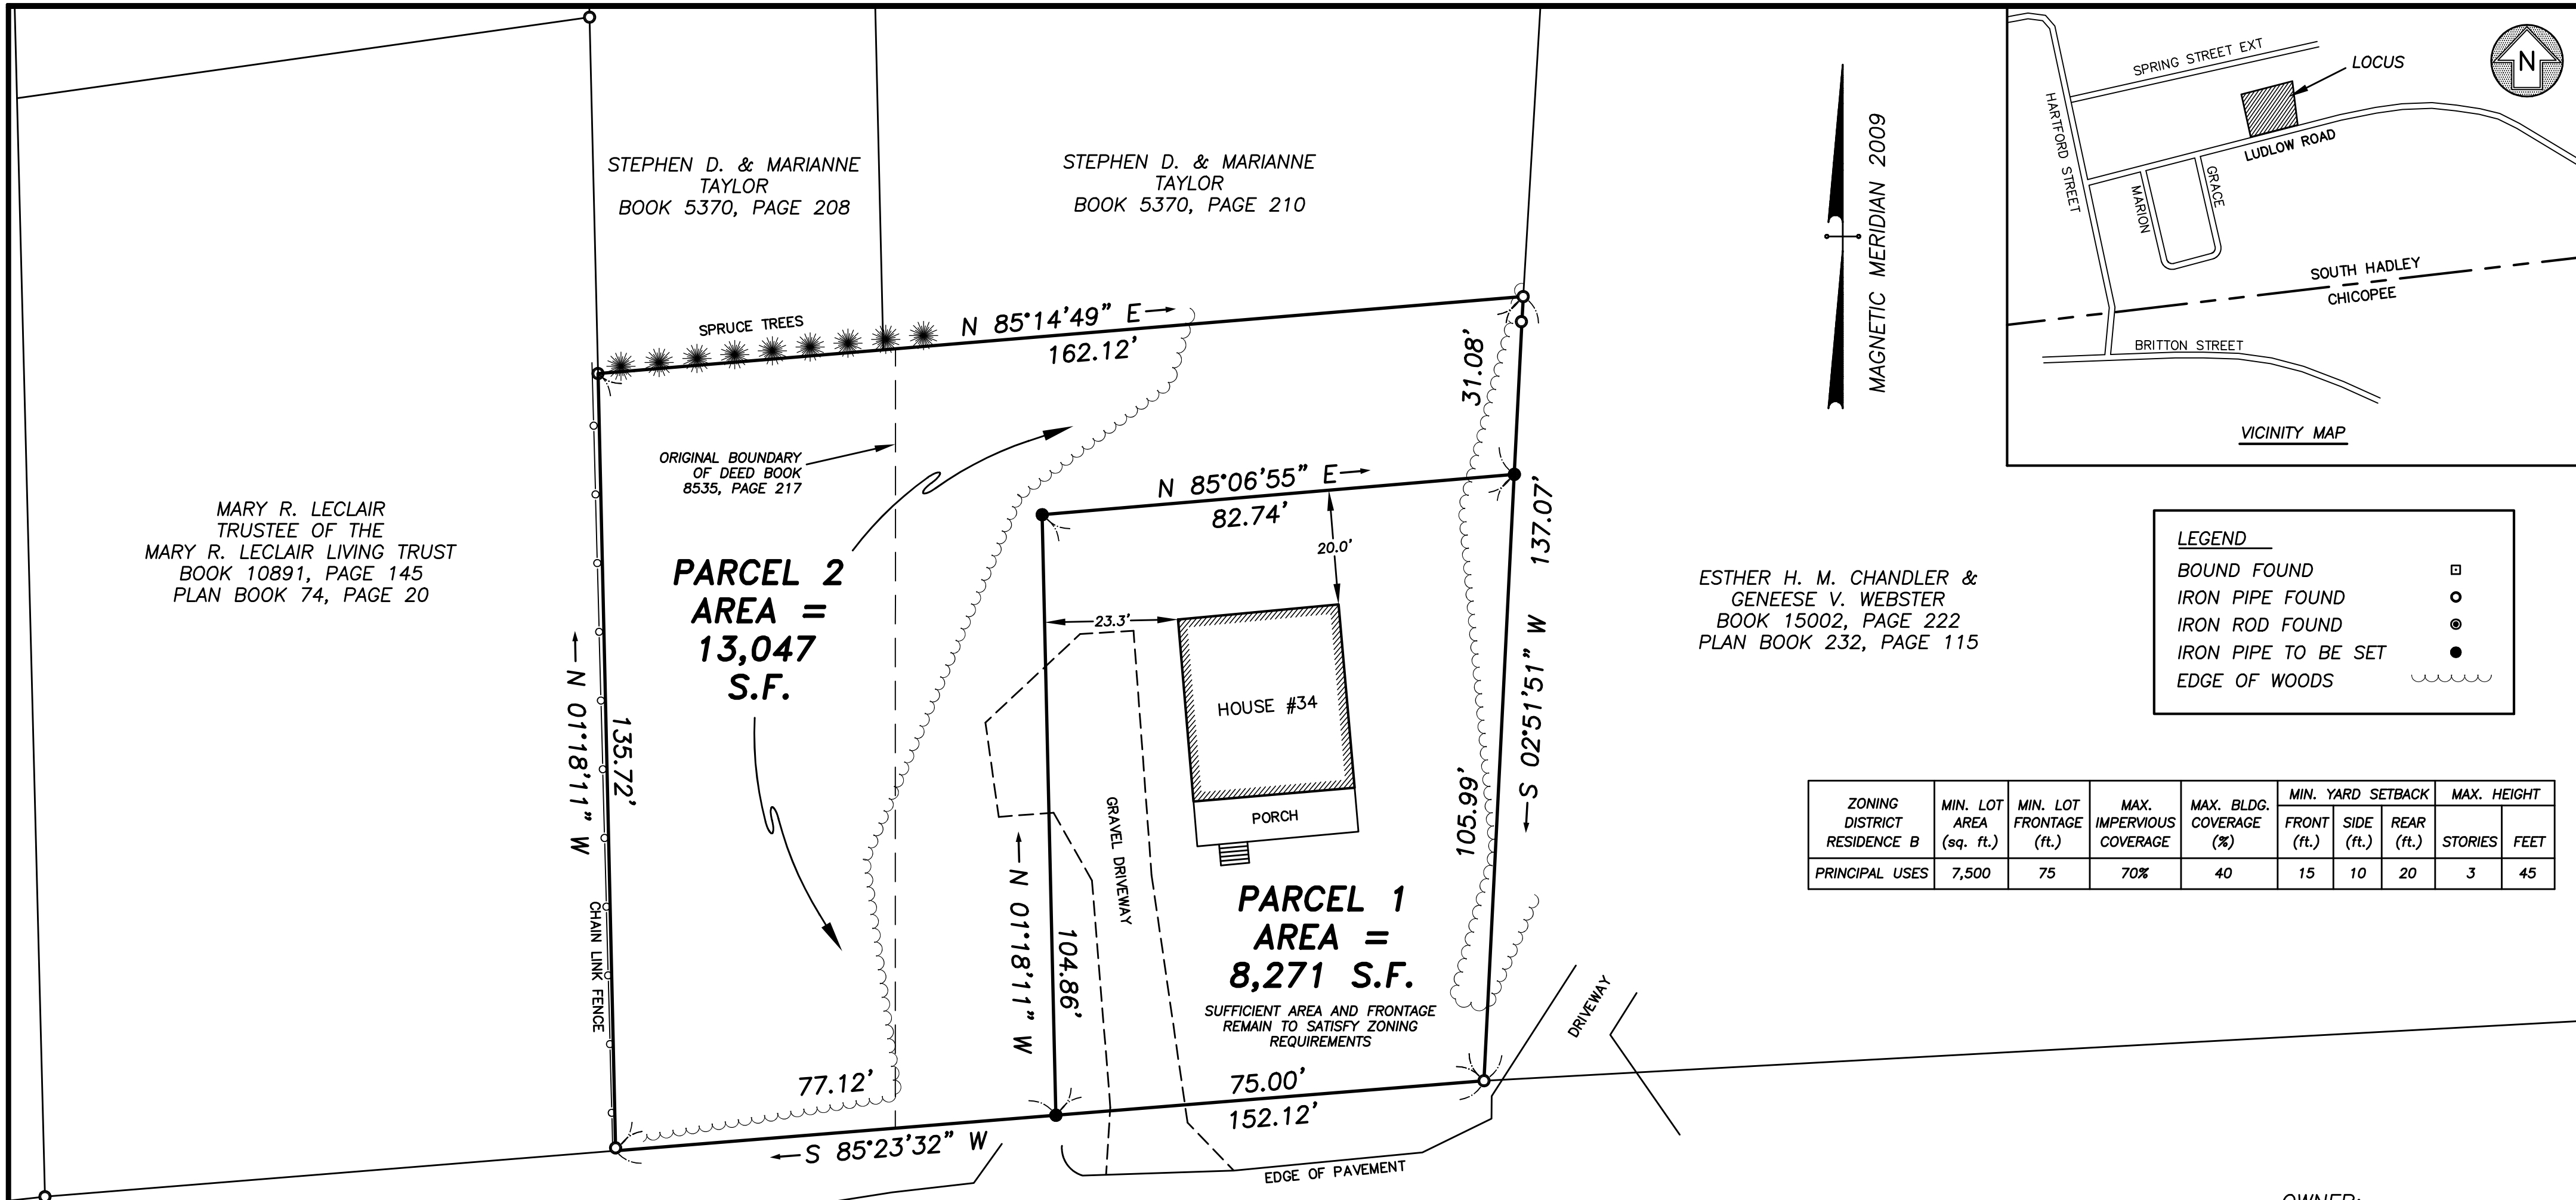 STEPHEN D. & MARIANNE
TAYLOR
BOOK 5370, PAGE 208
STEPHEN D. & MARIANNE
TAYLOR
BOOK 5370, PAGE 210
MAGNETIC MERIDIAN 2009
SPRING STREET EXT
LOCUS
N
HARTFORD STREET
LUDLOW ROAD
GRACE
MARION
SOUTH HADLEY
CHICOPEE
BRITTON STREET
VICINITY MAP
SPRUCE TREES
N 85°14'49" E
162.12'
31.08'
ORIGINAL BOUNDARY
OF DEED BOOK
8535, PAGE 217
N 85°06'55" E
82.74'
137.07'
20.0'
MARY R. LECLAIR
TRUSTEE OF THE
MARY R. LECLAIR LIVING TRUST
BOOK 10891, PAGE 145
PLAN BOOK 74, PAGE 20
PARCEL 2
AREA =
13,047
S.F.
23.3'
HOUSE #34
PORCH
ESTHER H. M. CHANDLER &
GENEESE V. WEBSTER
BOOK 15002, PAGE 222
PLAN BOOK 232, PAGE 115
LEGEND
BOUND FOUND
IRON PIPE FOUND
IRON ROD FOUND
IRON PIPE TO BE SET
EDGE OF WOODS
N 01°18'11" W
135.72'
S 02°51'51" W
105.99'
GRAVEL DRIVEWAY
CHAIN LINK FENCE
N 01°18'11" W
104.86'
PARCEL 1
AREA =
8,271 S.F.
SUFFICIENT AREA AND FRONTAGE
REMAIN TO SATISFY ZONING
REQUIREMENTS
DRIVEWAY
ZONING DISTRICT RESIDENCE B MIN. LOT AREA (sq. ft.) MIN. LOT FRONTAGE (ft.) MAX. IMPERVIOUS COVERAGE MAX. BLDG. COVERAGE (%) MIN. YARD SETBACK MAX. HEIGHT
FRONT (ft.) SIDE (ft.) REAR (ft.) STORIES FEET
PRINCIPAL USES 7,500 75 70% 40 15 10 20 3 45
77.12'
75.00'
152.12'
S 85°23'32" W
EDGE OF PAVEMENT
OWNER: